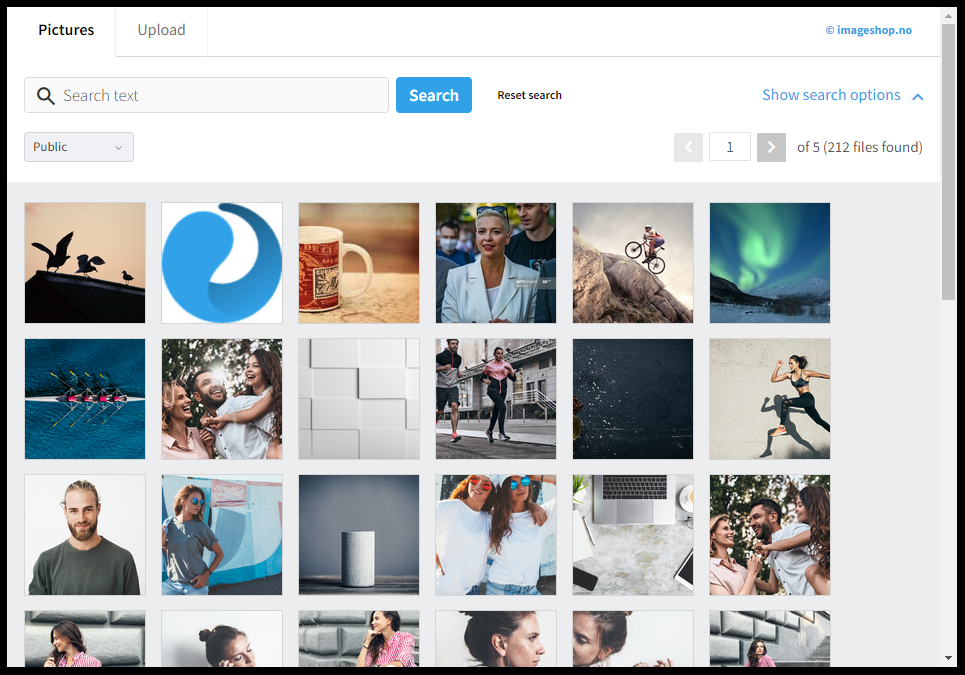 Pictures
Upload
© imageshop.no
Search text
Search
Reset search
Show search options
Public
1
of 5 (212 files found)